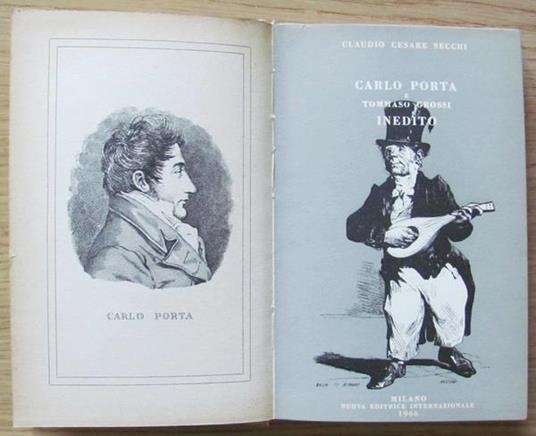 CARLO PORTA
CLAUDIO CESARE SECCHI
CARLO PORTA
E
TOMMASO GROSSI
INEDITO
MILANO
NUOVA EDITRICE INTERNAZIONALE
1966